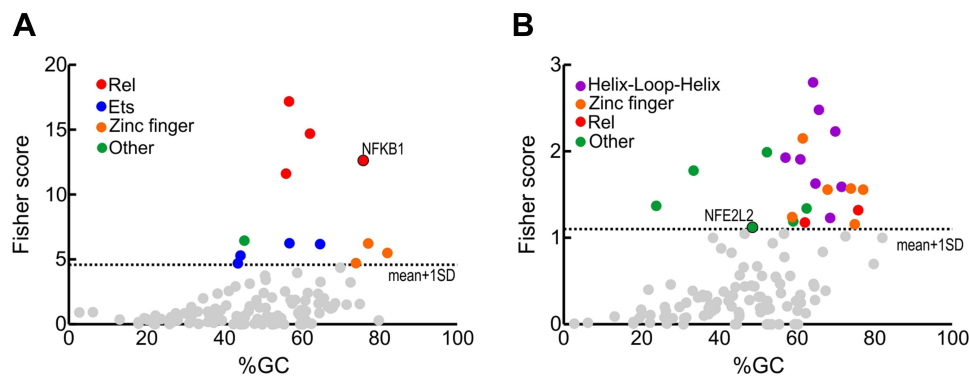 A
B
20
15
10
5
0
Fisher score
Rel
Ets
Zinc finger
Other
NFKB1
mean+1SD
0 20 40 60 80 100
%GC
3
2
1
0
Fisher score
Helix-Loop-Helix
Zinc finger
Rel
Other
NFE2L2
mean+1SD
0 20 40 60 80 100
%GC